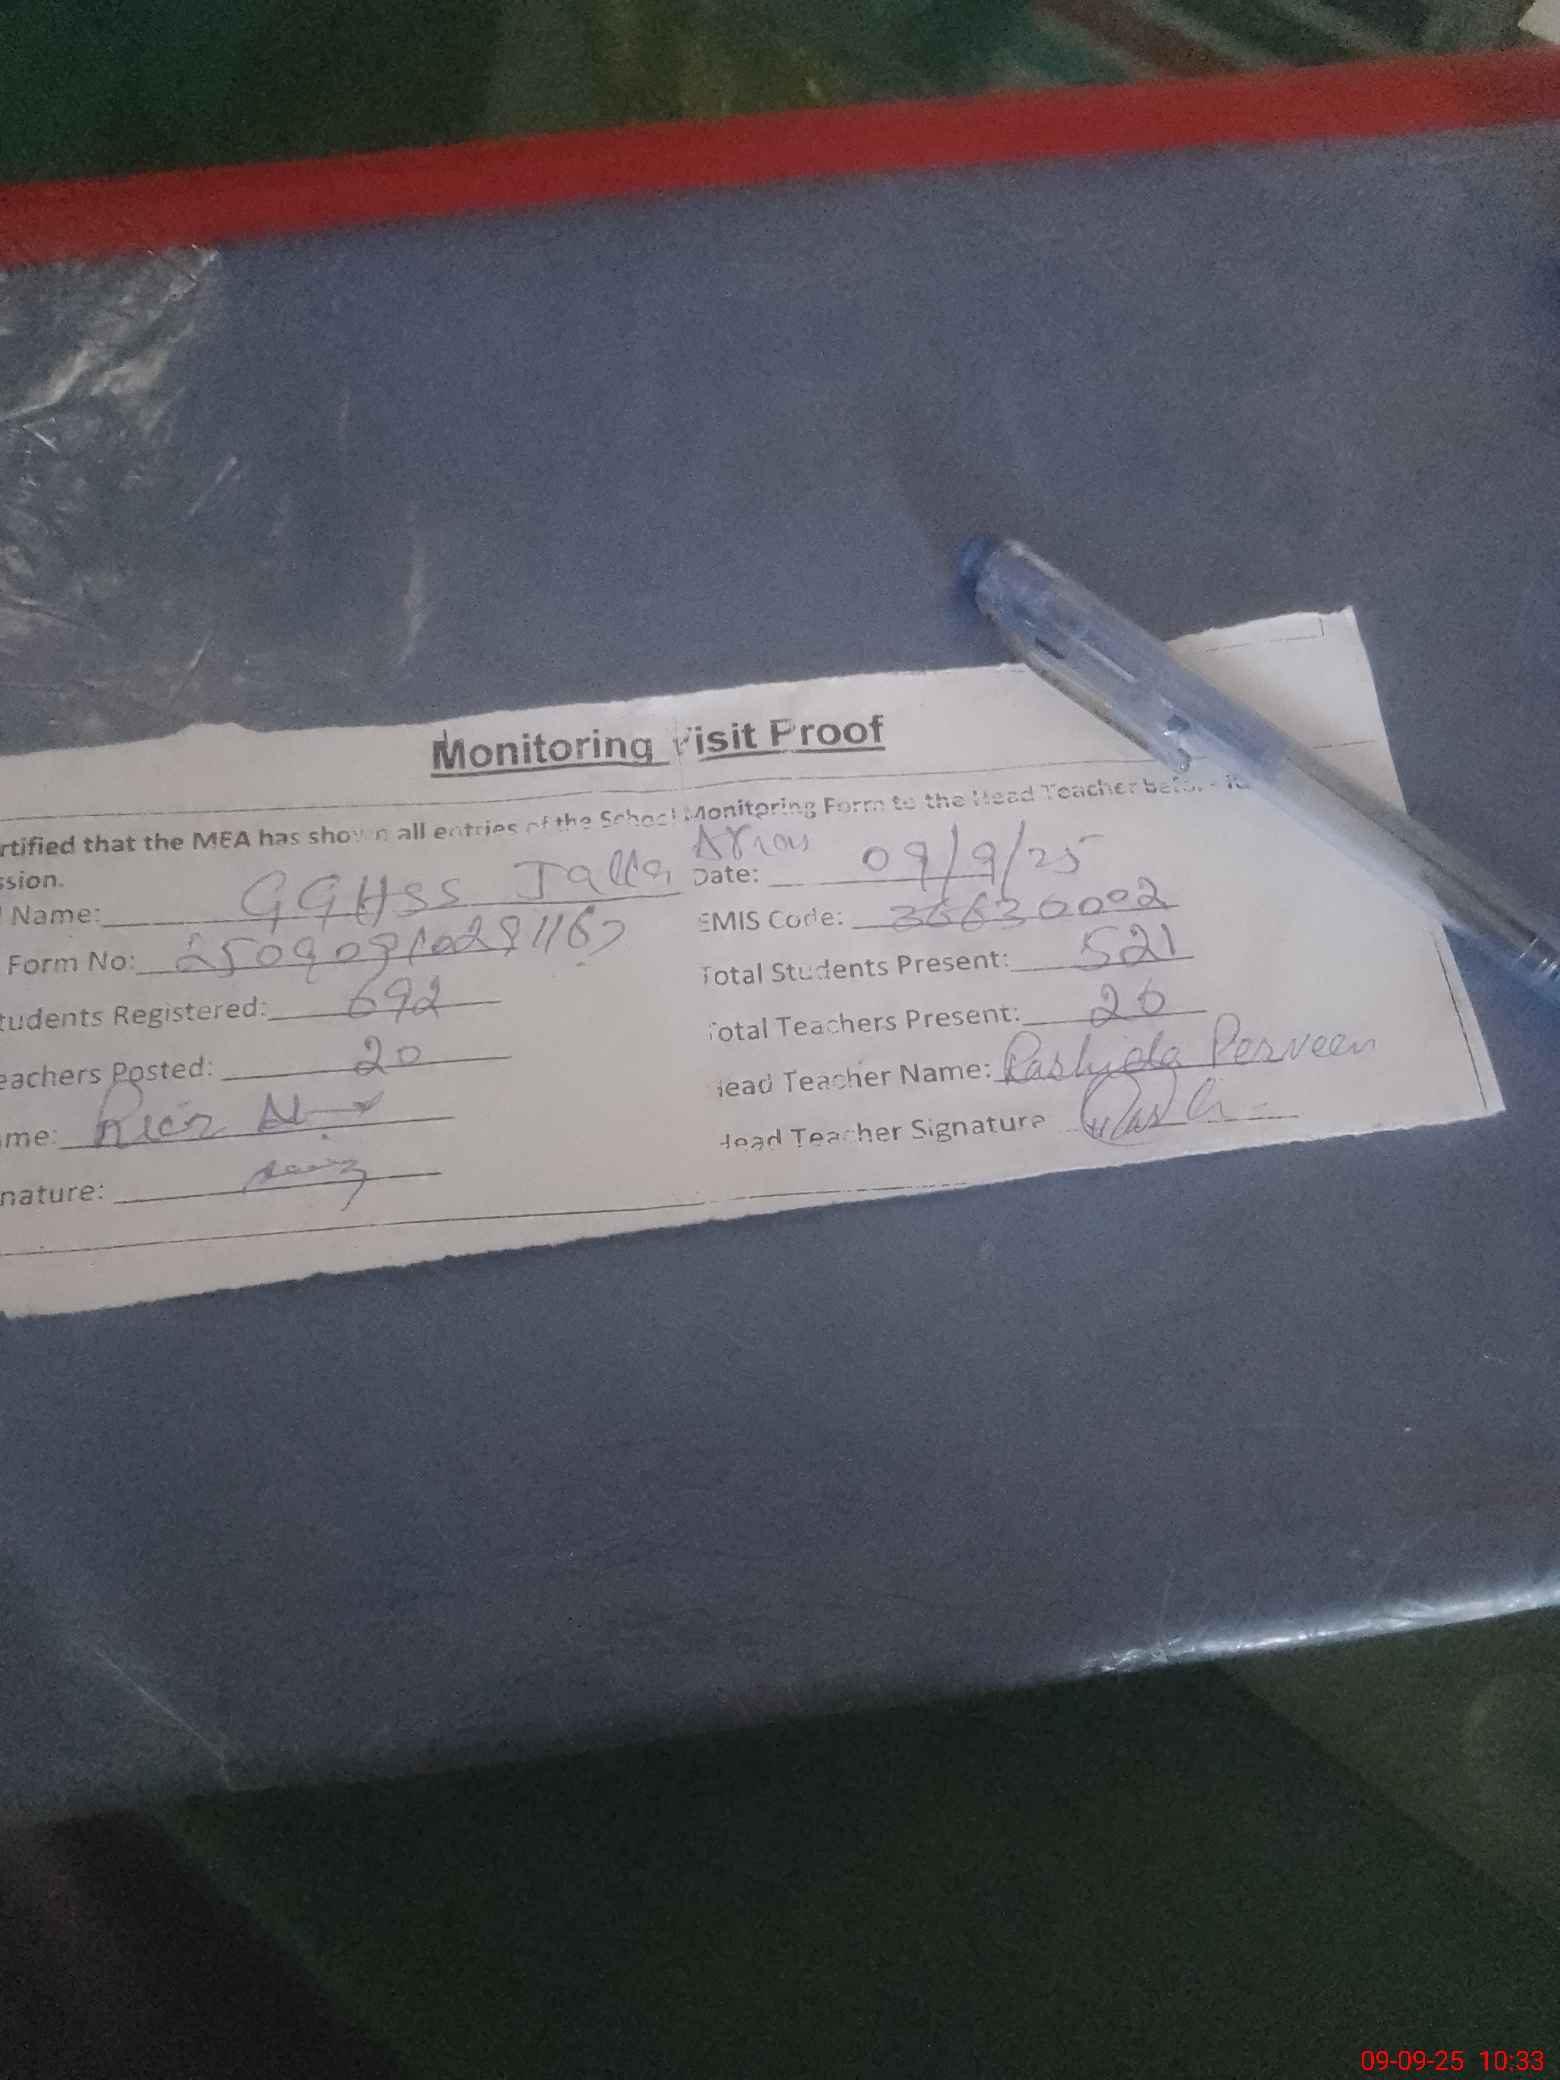 Monitoring Visit Proof
rtified that the MEA has shown all entries of the School Monitoring Form to the Head Teacher
ssion.
Name: GGHSS Jalla
Date: 09/9/25
Form No:
EMIS Code: 36630002
tudents Registered: 692
Total Students Present: 521
eachers Posted: 20
Total Teachers Present: 20
me:
Head Teacher Name: Rashida Perveen
nature:
Head Teacher Signature
09-09-25 10:33